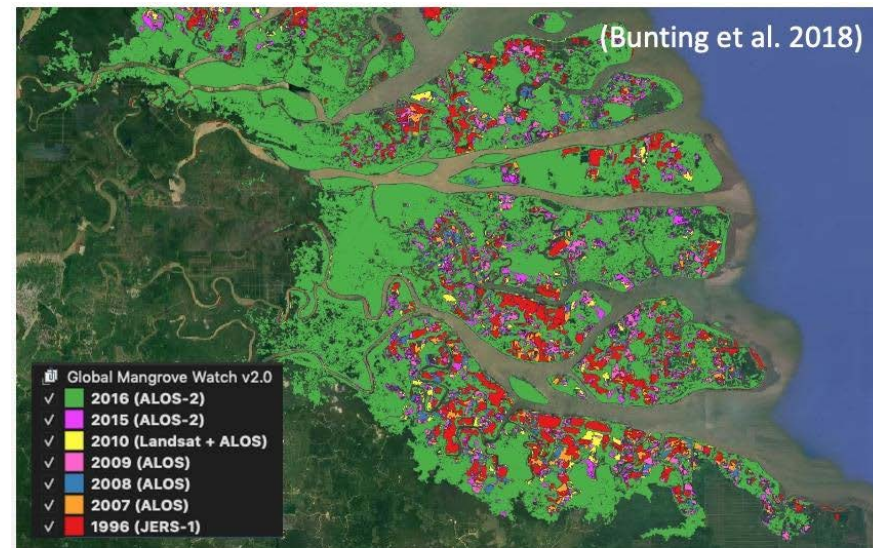 (Bunting et al. 2018)
Global Mangrove Watch v2.0
✓ 2016 (ALOS-2)
✓ 2015 (ALOS-2)
✓ 2010 (Landsat + ALOS)
✓ 2009 (ALOS)
✓ 2008 (ALOS)
✓ 2007 (ALOS)
✓ 1996 (JERS-1)